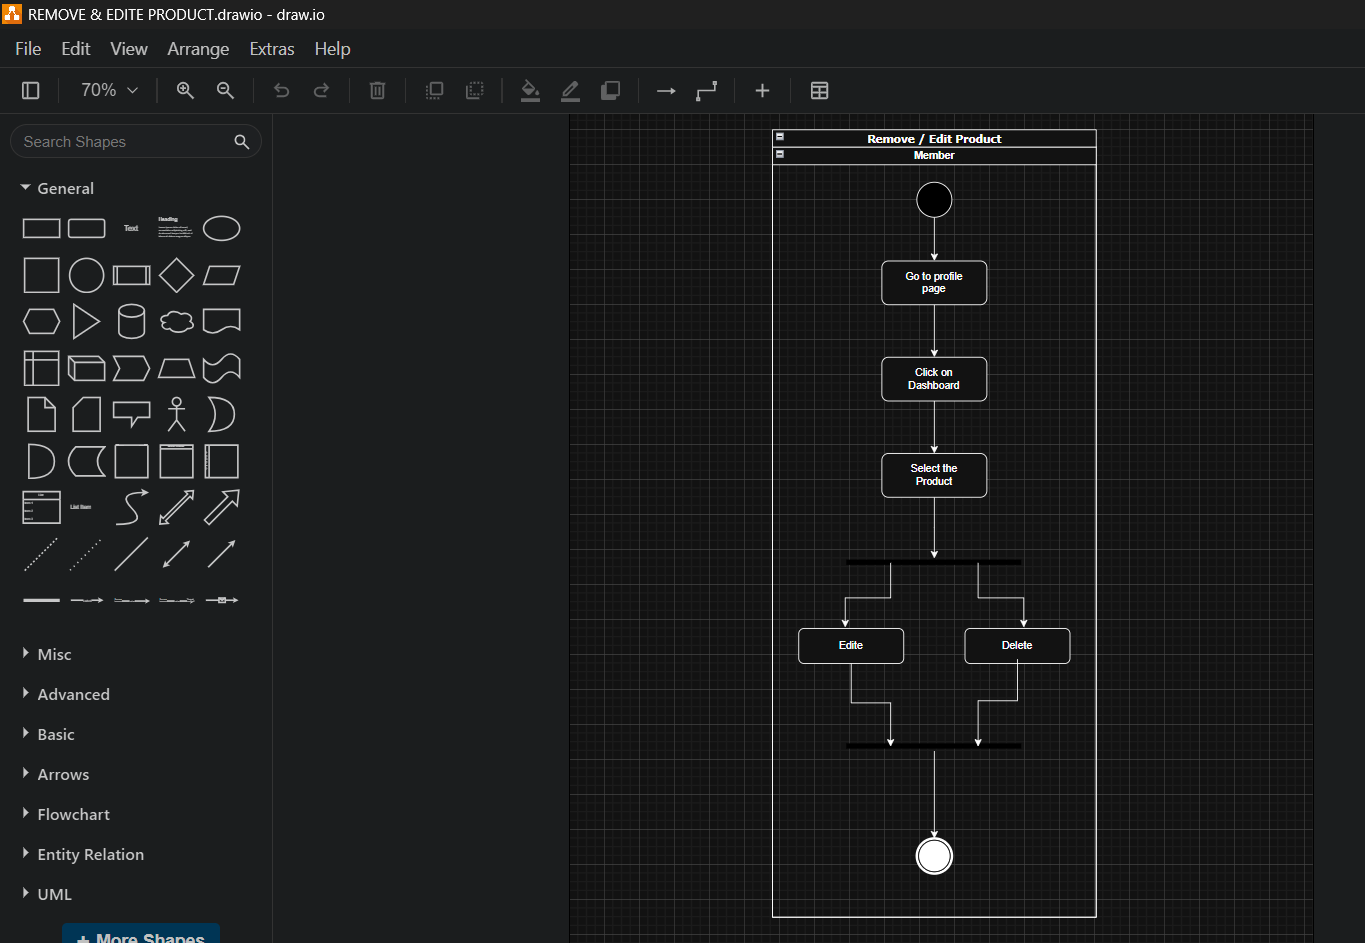 REMOVE & EDITE PRODUCT.drawio - draw.io
File Edit View Arrange Extras Help
70%
Search Shapes
General
Text
Heading
List Item
Misc
Advanced
Basic
Arrows
Flowchart
Entity Relation
UML
+ More Shapes
Remove / Edit Product
Member
Go to profile
page
Click on
Dashboard
Select the
Product
Edite
Delete